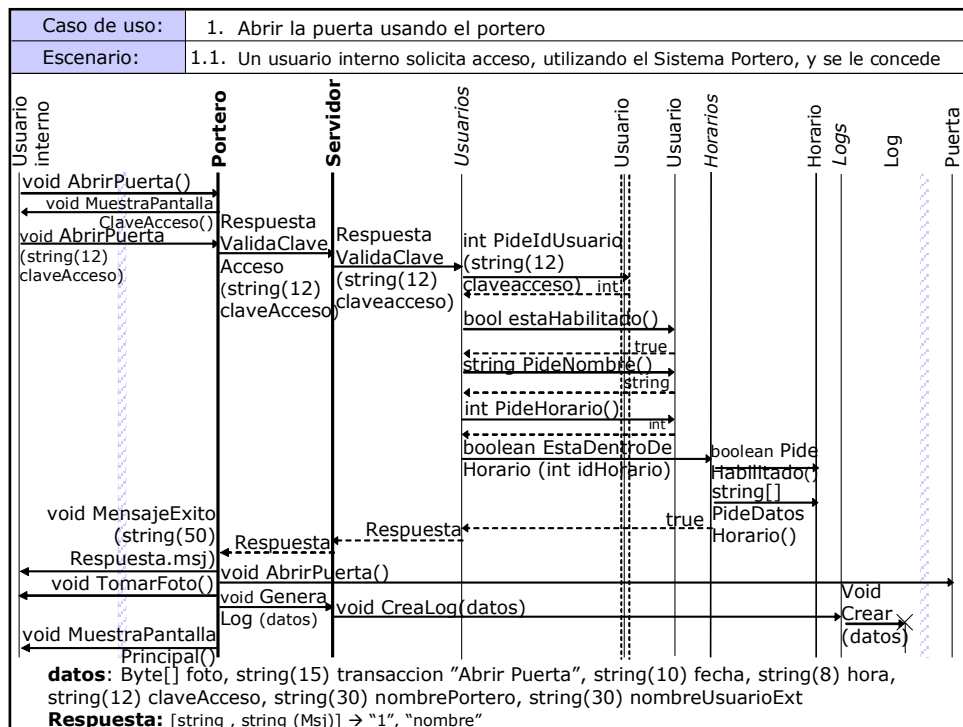 Caso de uso: 1. Abrir la puerta usando el portero
Escenario: 1.1. Un usuario interno solicita acceso, utilizando el Sistema Portero, y se le concede
Usuario
interno
Portero
Servidor
Usuarios
Usuario
Usuario
Horarios
Horario
Logs
Log
Puerta
void AbrirPuerta()
void MuestraPantalla
ClaveAcceso()
void AbrirPuerta
(string(12)
claveAcceso)
Respuesta
ValidaClave
Acceso
(string(12)
claveAcceso)
Respuesta
ValidaClave
(string(12)
claveacceso)
int PideIdUsuario
(string(12)
claveacceso)
int
bool estaHabilitado()
true
string PideNombre()
string
int PideHorario()
int
boolean EstaDentroDe
Horario (int idHorario)
boolean Pide
Habilitado()
string[]
PideDatos
Horario()
true
Respuesta
Respuesta
void MensajeExito
(string(50)
Respuesta.msj)
void AbrirPuerta()
void TomarFoto()
void Genera
Log (datos)
void CreaLog(datos)
Void
Crear
(datos)
void MuestraPantalla
Principal()
datos: Byte[] foto, string(15) transaccion ”Abrir Puerta”, string(10) fecha, string(8) hora,
string(12) claveAcceso, string(30) nombrePortero, string(30) nombreUsuarioExt
Respuesta: [string , string (Msj)] → “1”, “nombre”